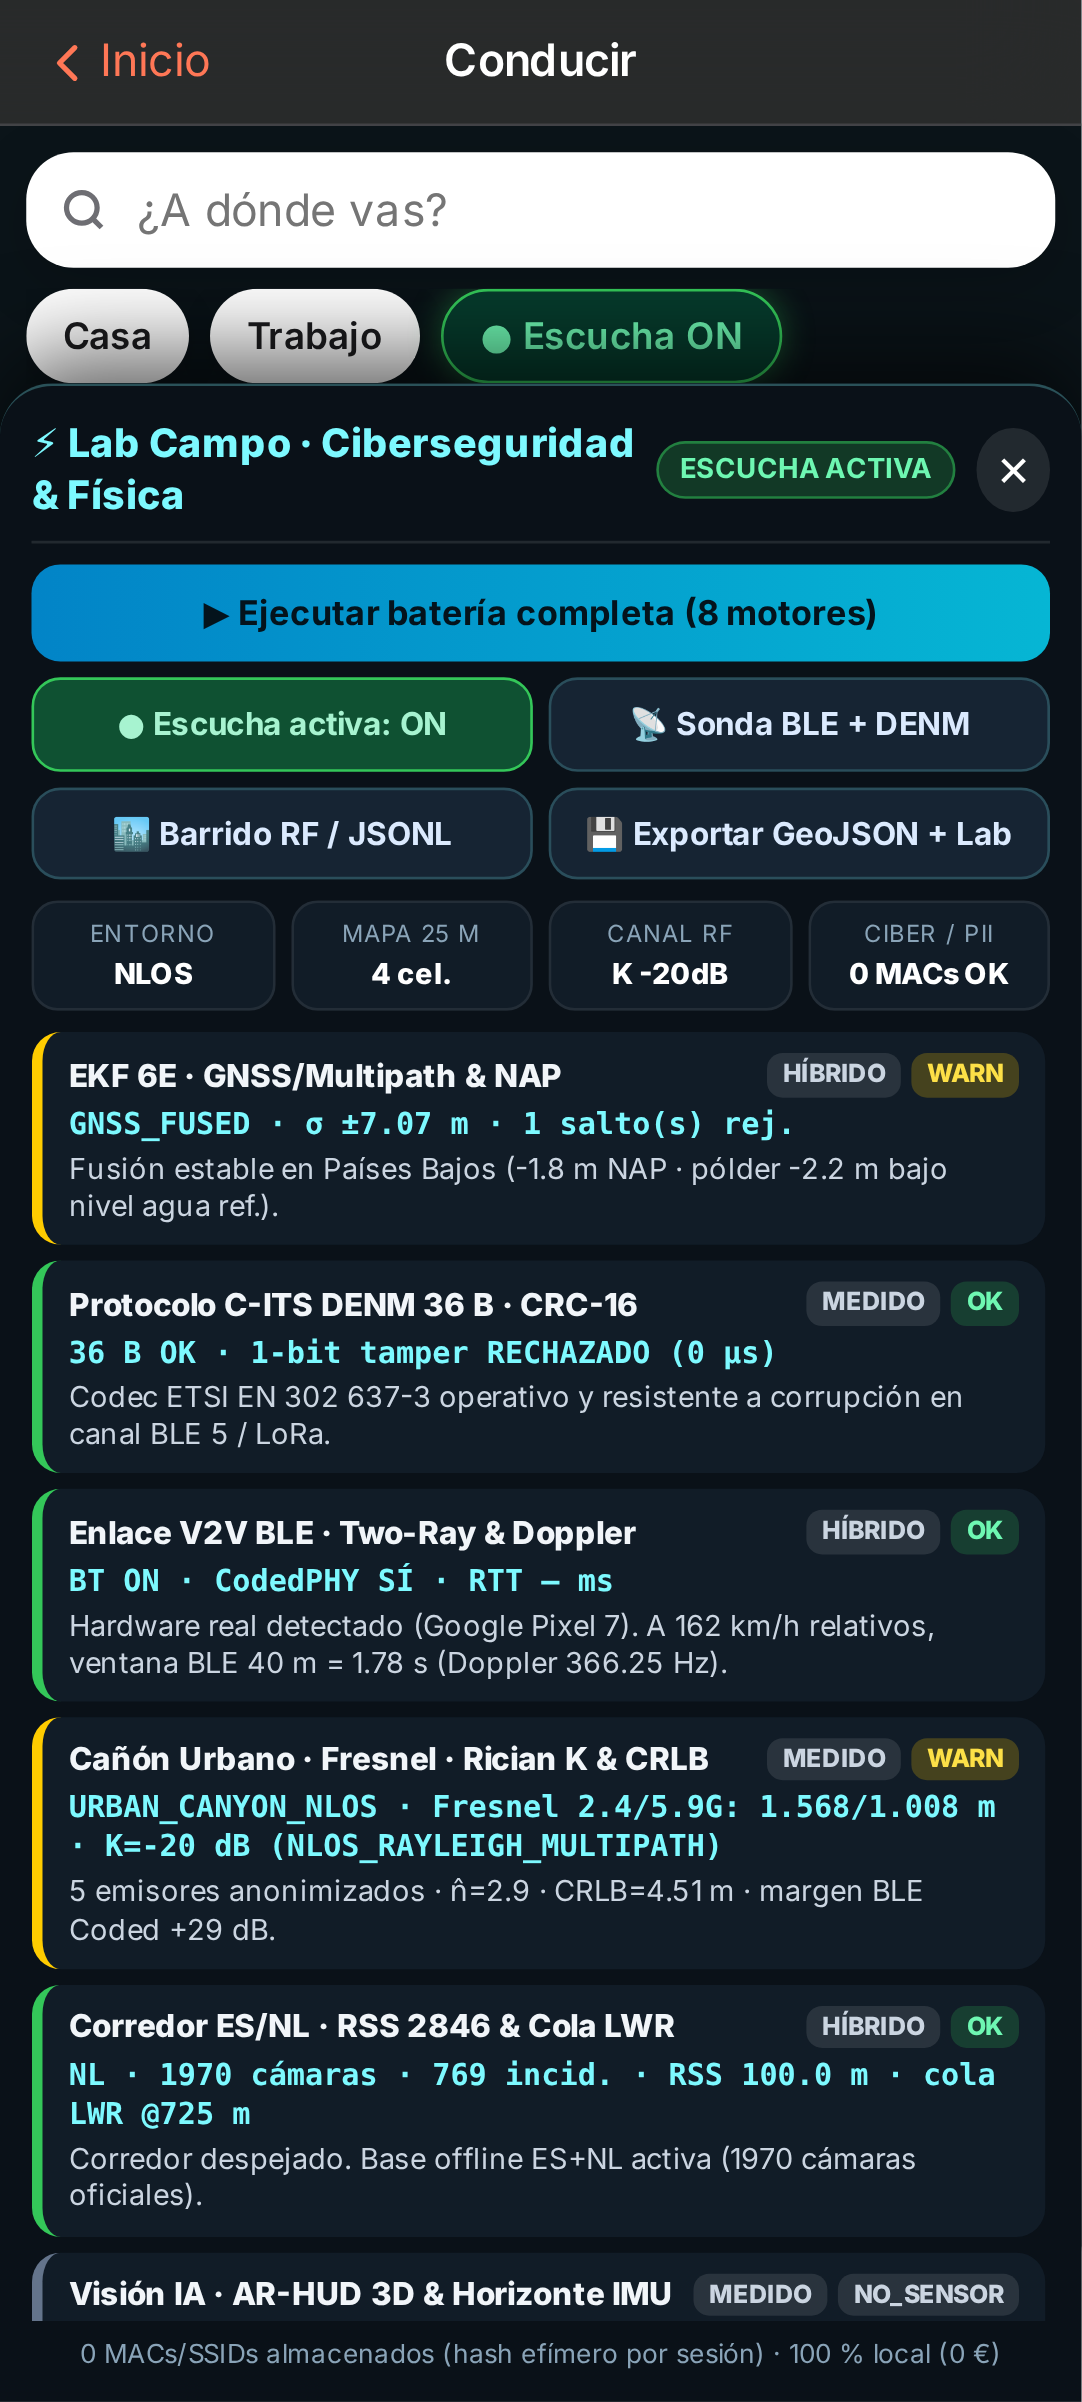 Inicio
Conducir
¿A dónde vas?
Casa
Trabajo
● Escucha ON
⚡ Lab Campo · Ciberseguridad
& Física
ESCUCHA ACTIVA
✕
▶ Ejecutar batería completa (8 motores)
● Escucha activa: ON
📡 Sonda BLE + DENM
🏙️ Barrido RF / JSONL
💾 Exportar GeoJSON + Lab
ENTORNO
NLOS
MAPA 25 M
4 cel.
CANAL RF
K -20dB
CIBER / PII
0 MACs OK
EKF 6E · GNSS/Multipath & NAP
HÍBRIDO
WARN
GNSS_FUSED · σ ±7.07 m · 1 salto(s) rej.
Fusión estable en Países Bajos (-1.8 m NAP · pólder -2.2 m bajo
nivel agua ref.).
Protocolo C-ITS DENM 36 B · CRC-16
MEDIDO
OK
36 B OK · 1-bit tamper RECHAZADO (0 µs)
Codec ETSI EN 302 637-3 operativo y resistente a corrupción en
canal BLE 5 / LoRa.
Enlace V2V BLE · Two-Ray & Doppler
HÍBRIDO
OK
BT ON · CodedPHY SÍ · RTT — ms
Hardware real detectado (Google Pixel 7). A 162 km/h relativos,
ventana BLE 40 m = 1.78 s (Doppler 366.25 Hz).
Cañón Urbano · Fresnel · Rician K & CRLB
MEDIDO
WARN
URBAN_CANYON_NLOS · Fresnel 2.4/5.9G: 1.568/1.008 m
· K=-20 dB (NLOS_RAYLEIGH_MULTIPATH)
5 emisores anonimizados · n̂=2.9 · CRLB=4.51 m · margen BLE
Coded +29 dB.
Corredor ES/NL · RSS 2846 & Cola LWR
HÍBRIDO
OK
NL · 1970 cámaras · 769 incid. · RSS 100.0 m · cola
LWR @725 m
Corredor despejado. Base offline ES+NL activa (1970 cámaras
oficiales).
Visión IA · AR-HUD 3D & Horizonte IMU
MEDIDO
NO_SENSOR
0 MACs/SSIDs almacenados (hash efímero por sesión) · 100 % local (0 €)